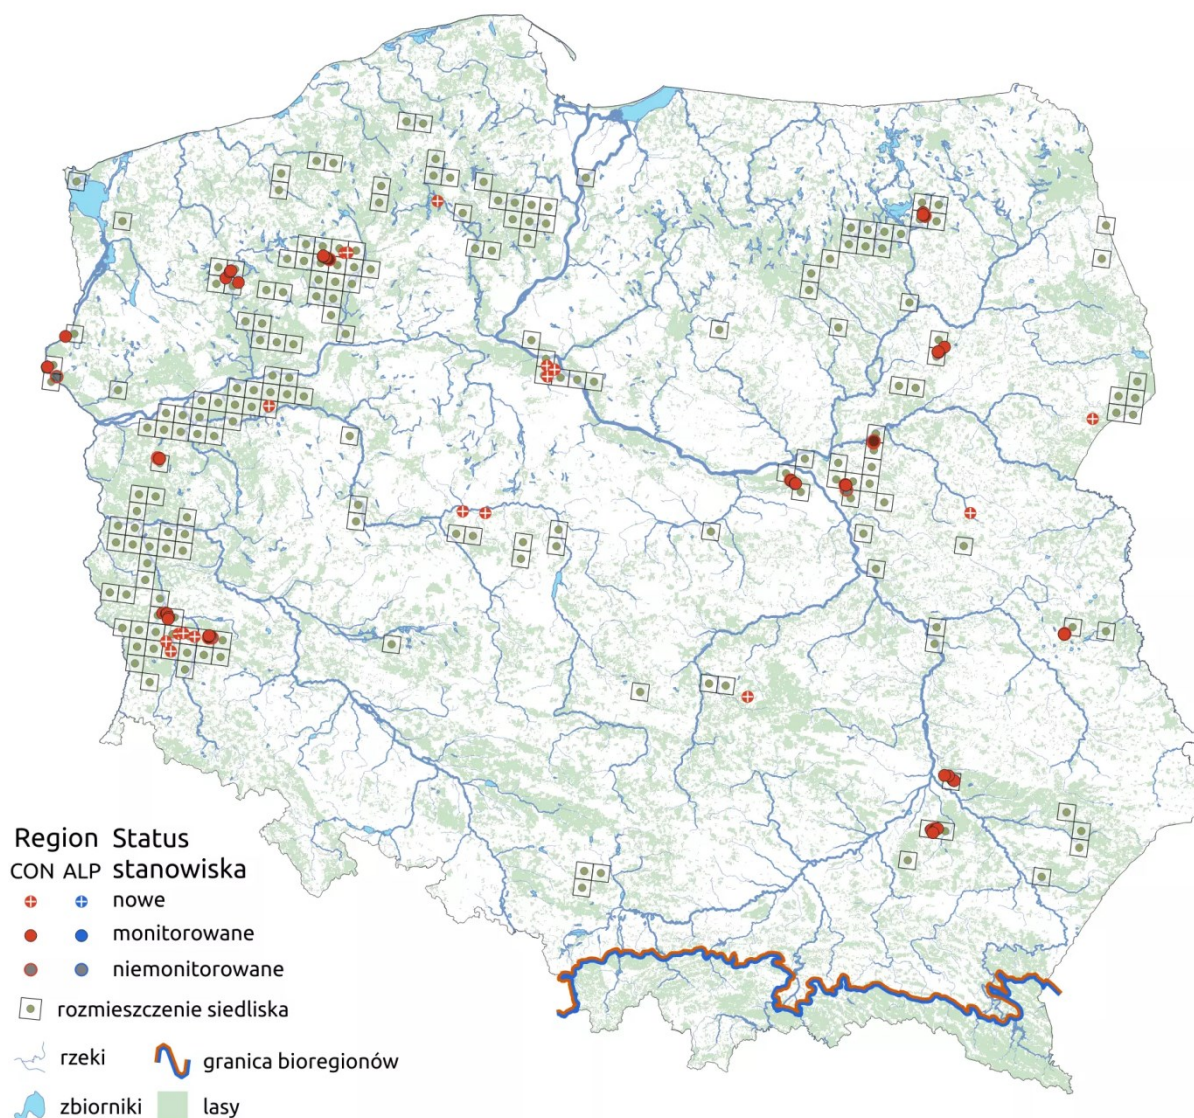 Region Status
CON ALP stanowiska
nowe
monitorowane
niemonitorowane
rozmieszczenie siedliska
rzeki granica bioregionów
zbiorniki lasy